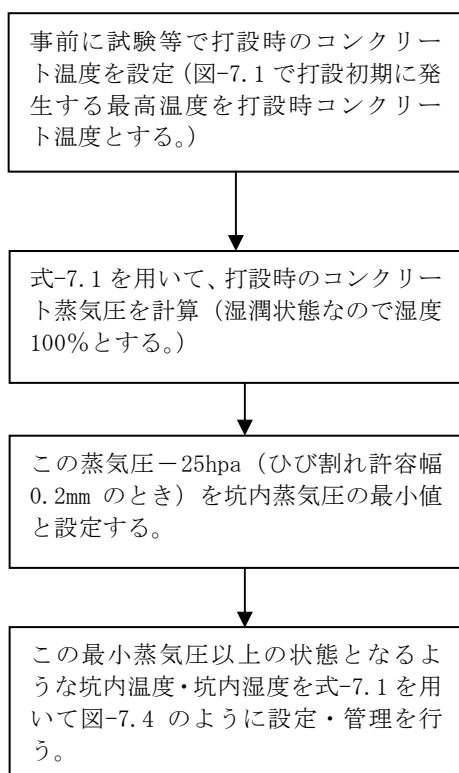 事前に試験等で打設時のコンクリー
ト温度を設定（図-7.1 で打設初期に発
生する最高温度を打設時コンクリー
ト温度とする。）
式-7.1 を用いて、打設時のコンクリー
ト蒸気圧を計算（湿潤状態なので湿度
100％とする。）
この蒸気圧－25hpa（ひび割れ許容幅
0.2mm のとき）を坑内蒸気圧の最小値
と設定する。
この最小蒸気圧以上の状態となるよ
うな坑内温度・坑内湿度を式-7.1 を用
いて図-7.4 のように設定・管理を行
う。